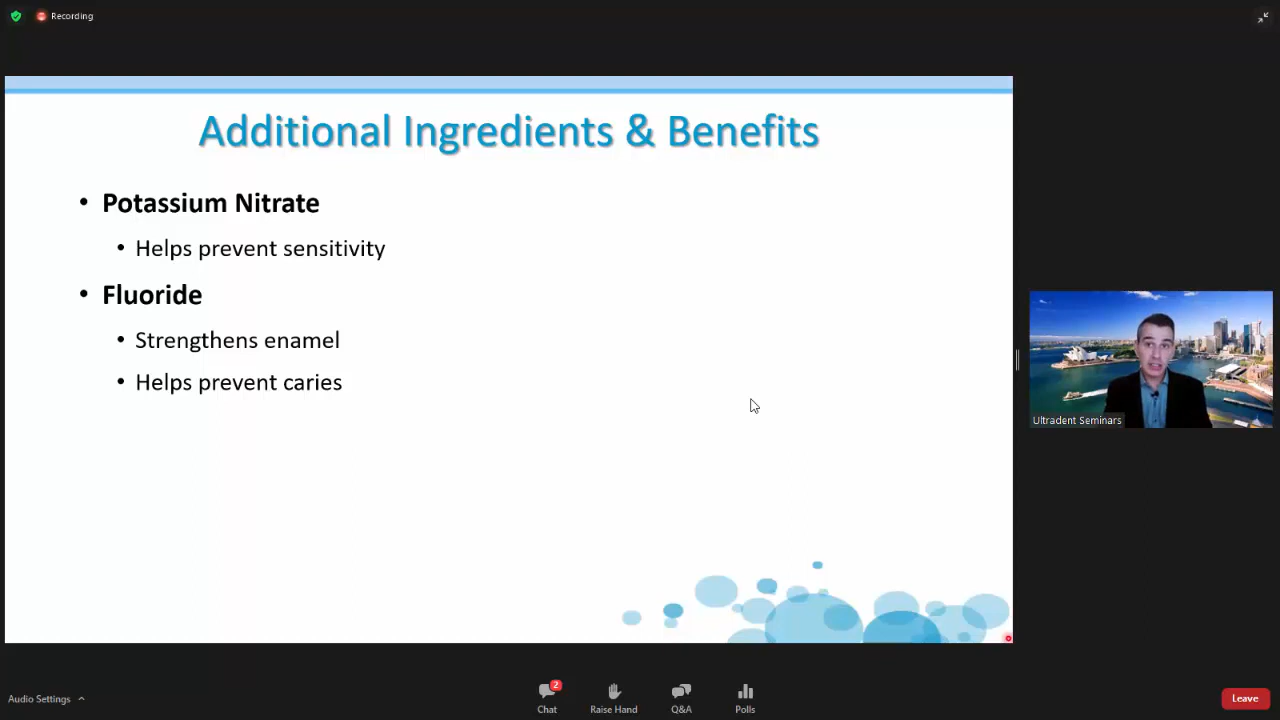 Recording
Additional Ingredients & Benefits
• Potassium Nitrate
• Helps prevent sensitivity
• Fluoride
• Strengthens enamel
• Helps prevent caries
Ultradent Seminars
Audio Settings
2
Chat
Raise Hand
Q&A
Polls
Leave